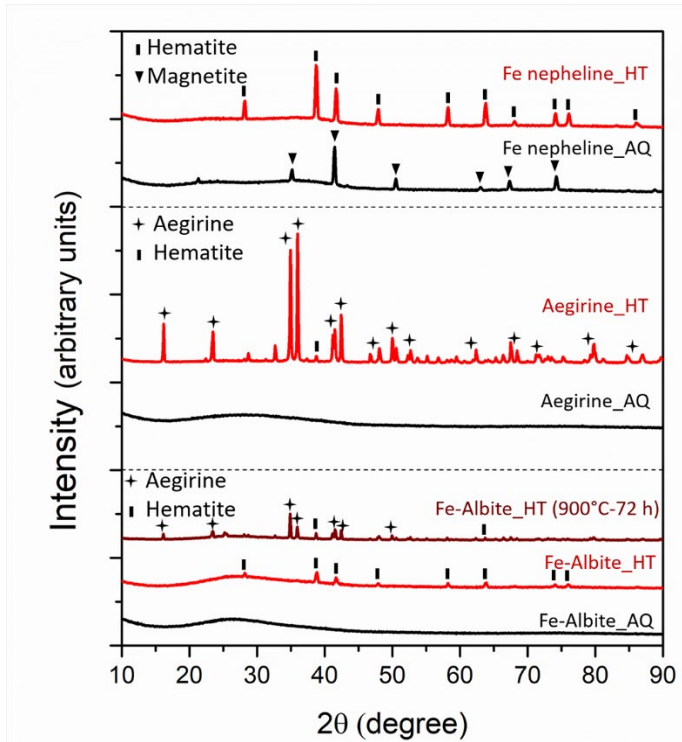 Hematite
Magnetite
Fe nepheline_HT
Fe nepheline_AQ
Aegirine
Hematite
Aegirine_HT
Aegirine_AQ
Aegirine
Hematite
Fe-Albite_HT (900°C-72 h)
Fe-Albite_HT
Fe-Albite_AQ
Intensity (arbitrary units)
10 20 30 40 50 60 70 80 90
2θ (degree)